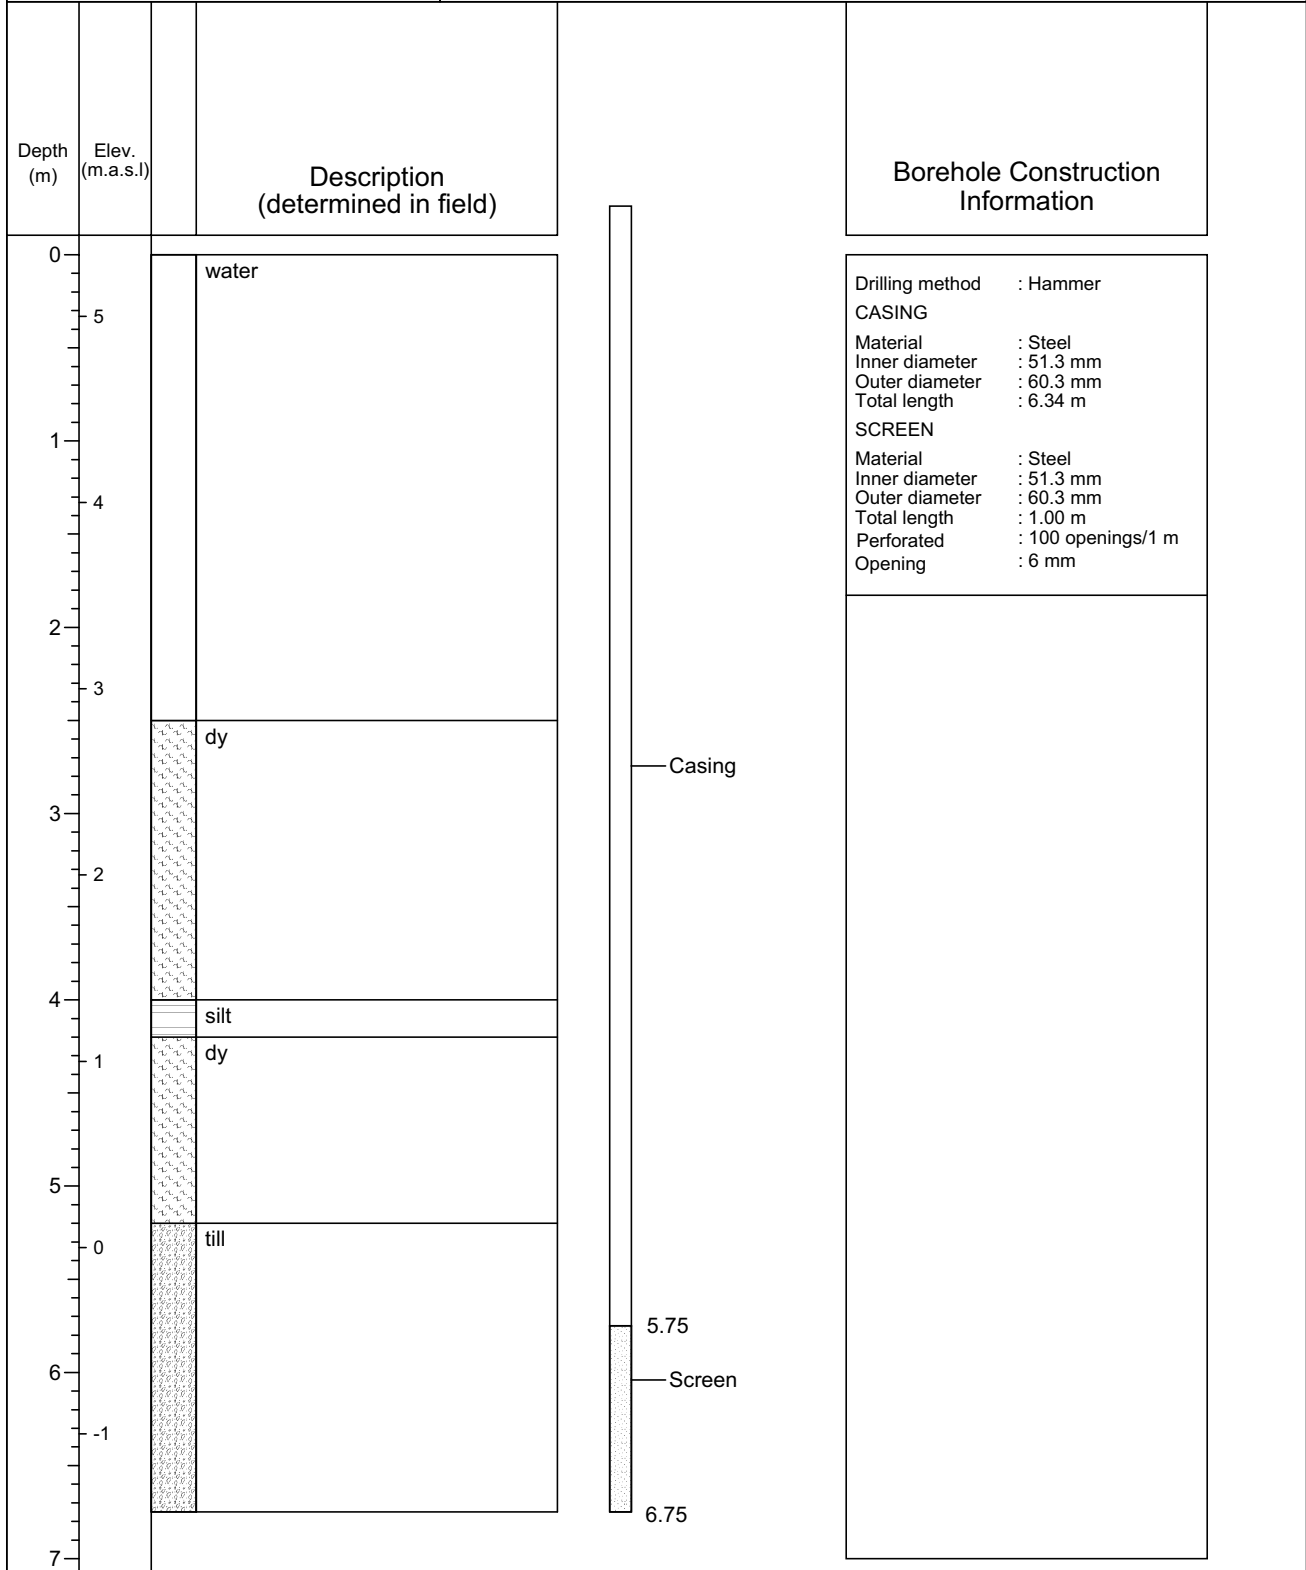 Depth
(m)
Elev.
(m.a.s.l)
Description
(determined in field)
Borehole Construction
Information
0
1
2
3
4
5
6
7
5
4
3
2
1
0
-1
water
dy
silt
dy
till
Casing
5.75
Screen
6.75
Drilling method : Hammer
CASING
Material : Steel
Inner diameter : 51.3 mm
Outer diameter : 60.3 mm
Total length : 6.34 m
SCREEN
Material : Steel
Inner diameter : 51.3 mm
Outer diameter : 60.3 mm
Total length : 1.00 m
Perforated : 100 openings/1 m
Opening : 6 mm